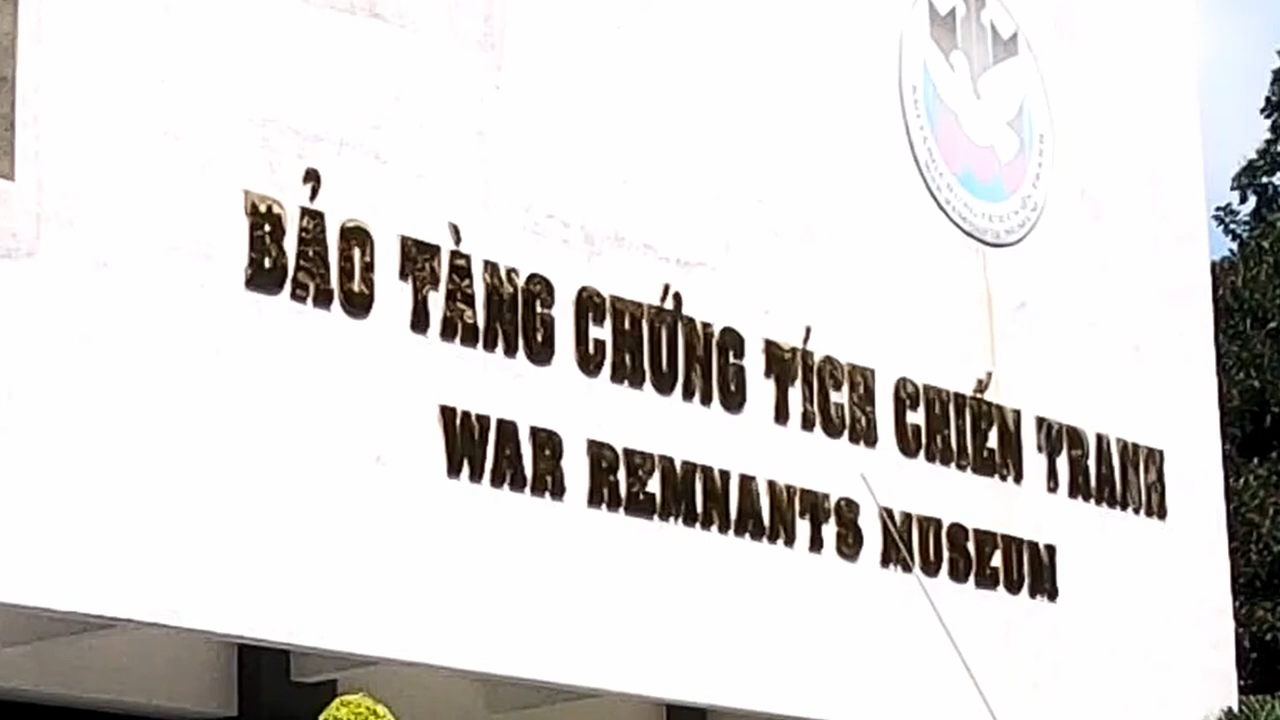 BẢO TÀNG CHỨNG TÍCH CHIẾN TRANH
WAR REMNANTS MUSEUM